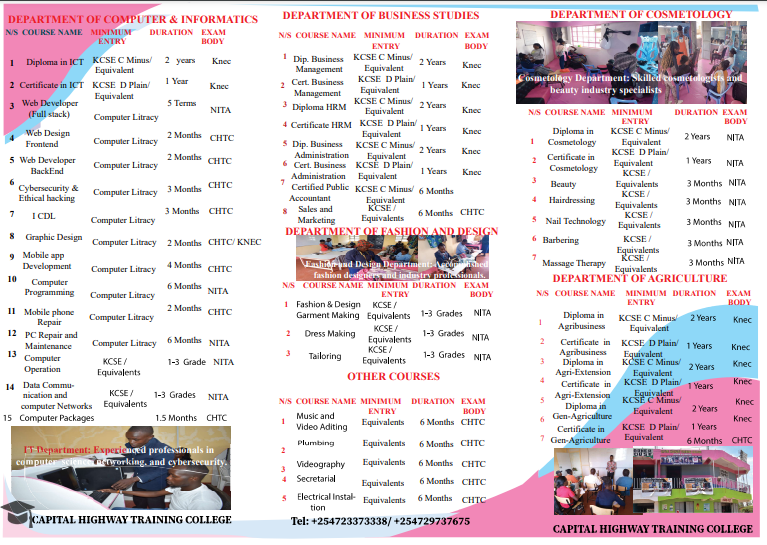 DEPARTMENT OF COMPUTER & INFORMATICS
N/S COURSE NAME MINIMUM ENTRY DURATION EXAM BODY
1 Diploma in ICT KCSE C Minus/ Equivalent 2 years Knec
2 Certificate in ICT KCSE D Plain/ Equivalent 1 Year Knec
3 Web Developer (Full stack) Computer Litracy 5 Terms NITA
4 Web Design Frontend Computer Litracy 2 Months CHTC
5 Web Developer BackEnd Computer Litracy 2 Months CHTC
6 Cybersecurity & Ethical hacking Computer Litracy 3 Months CHTC
7 I CDL Computer Litracy 3 Months CHTC
8 Graphic Design Computer Litracy 2 Months CHTC/ KNEC
9 Mobile app Development Computer Litracy 4 Months CHTC
10 Computer Programming Computer Litracy 6 Months NITA
11 Mobile phone Repair Computer Litracy 2 Months CHTC
12 PC Repair and Maintenance Computer Litracy 6 Months NITA
13 Computer Operation KCSE / Equivalents 1-3 Grade NITA
14 Data Commu- nication and computer Networks KCSE / Equivalents 1-3 Grades NITA
15 Computer Packages 1.5 Months CHTC
IT Department: Experienced professionals in
computer, science, networking, and cybersecurity.
CAPITAL HIGHWAY TRAINING COLLEGE
DEPARTMENT OF BUSINESS STUDIES
N/S COURSE NAME MINIMUM ENTRY DURATION EXAM BODY
1 Dip. Business Management KCSE C Minus/ Equivalent 2 Years Knec
2 Cert. Business Management KCSE D Plain/ Equivalent 1 Years Knec
3 Diploma HRM KCSE C Minus/ Equivalent 2 Years Knec
4 Certificate HRM KCSE D Plain/ Equivalent 1 Years Knec
5 Dip. Business Administration KCSE C Minus/ Equivalent 2 Years Knec
6 Cert. Business Administration KCSE D Plain/ Equivalent 1 Years Knec
7 Certified Public Accountant KCSE C Minus/ Equivalent 6 Months
8 Sales and Marketing KCSE / Equivalents 6 Months CHTC
DEPARTMENT OF FASHION AND DESIGN
Fashion and Design Department: Accomplished
fashion designers and industry professionals.
N/S COURSE NAME MINIMUM ENTRY DURATION EXAM BODY
1 Fashion & Design Garment Making KCSE / Equivalents 1-3 Grades NITA
2 Dress Making KCSE / Equivalents 1-3 Grades NITA
3 Tailoring KCSE / Equivalents 1-3 Grades NITA
OTHER COURSES
N/S COURSE NAME MINIMUM ENTRY DURATION EXAM BODY
1 Music and Video Aditing Equivalents 6 Months CHTC
2 Plumbing Equivalents 6 Months CHTC
3 Videography Equivalents 6 Months CHTC
4 Secretarial Equivalents 6 Months CHTC
5 Electrical Instal- tion Equivalents 6 Months CHTC
Tel: +254723373338/ +254729737675
DEPARTMENT OF COSMETOLOGY
Cosmetology Department: Skilled cosmetologists and
beauty industry specialists
N/S COURSE NAME MINIMUM ENTRY DURATION EXAM BODY
1 Diploma in Cosmetology KCSE C Minus/ Equivalent 2 Years NITA
2 Certificate in Cosmetology KCSE D Plain/ Equivalent 1 Years NITA
3 Beauty KCSE / Equivalents 3 Months NITA
4 Hairdressing KCSE / Equivalents 3 Months NITA
5 Nail Technology KCSE / Equivalents 3 Months NITA
6 Barbering KCSE / Equivalents 3 Months NITA
7 Massage Therapy KCSE / Equivalents 3 Months NITA
DEPARTMENT OF AGRICULTURE
N/S COURSE NAME MINIMUM ENTRY DURATION EXAM BODY
1 Diploma in Agribusiness KCSE C Minus/ Equivalent 2 Years Knec
2 Certificate in Agribusiness KCSE D Plain/ Equivalent 1 Years Knec
3 Diploma in Agri-Extension KCSE C Minus/ Equivalent 2 Years Knec
4 Certificate in Agri-Extension KCSE D Plain/ Equivalent 1 Years Knec
5 Diploma in Gen-Agriculture KCSE C Minus/ Equivalent 2 Years Knec
6 Certificate in Gen-Agriculture KCSE D Plain/ Equivalent 1 Years Knec
7 6 Months CHTC
CAPITAL HIGHWAY TRAINING COLLEGE